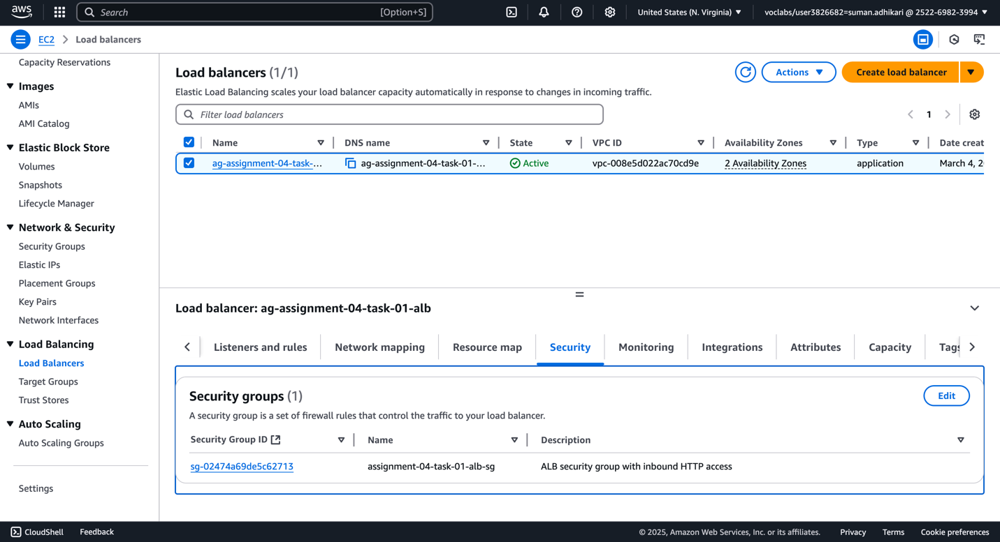 aws
Search [Option+S] United States (N. Virginia) voclabs/user3826682=suman.adhikari @ 2522-6982-3994
EC2 Load balancers
Capacity Reservations
Images
AMIs
AMI Catalog
Elastic Block Store
Volumes
Snapshots
Lifecycle Manager
Network & Security
Security Groups
Elastic IPs
Placement Groups
Key Pairs
Network Interfaces
Load Balancing
Load Balancers
Target Groups
Trust Stores
Auto Scaling
Auto Scaling Groups
Settings
Load balancers (1/1)
Actions
Create load balancer
Elastic Load Balancing scales your load balancer capacity automatically in response to changes in incoming traffic.
Filter load balancers
1
Name DNS name State VPC ID Availability Zones Type Date creat
ag-assignment-04-task-... ag-assignment-04-task-01-... Active vpc-008e5d022ac70cd9e 2 Availability Zones application March 4, 2
Load balancer: ag-assignment-04-task-01-alb
Listeners and rules Network mapping Resource map Security Monitoring Integrations Attributes Capacity Tags
Security groups (1)
Edit
A security group is a set of firewall rules that control the traffic to your load balancer.
Security Group ID Name Description
sg-02474a69de5c62713 assignment-04-task-01-alb-sg ALB security group with inbound HTTP access
CloudShell Feedback © 2025, Amazon Web Services, Inc. or its affiliates. Privacy Terms Cookie preferences